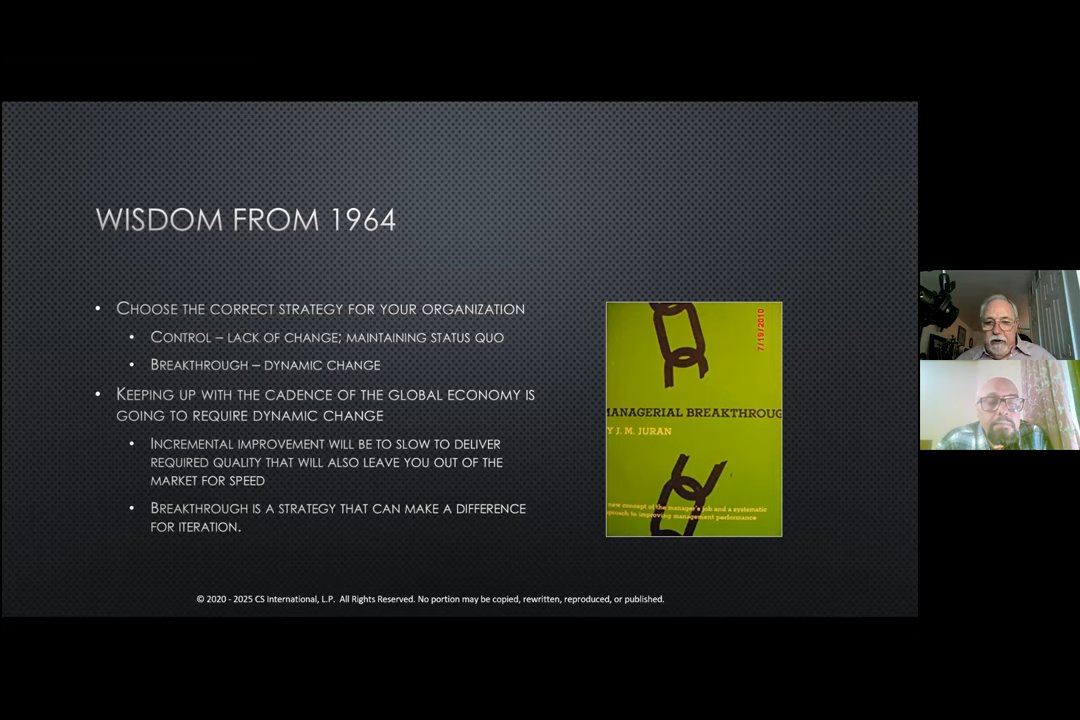 WISDOM FROM 1964
• CHOOSE THE CORRECT STRATEGY FOR YOUR ORGANIZATION
• CONTROL – LACK OF CHANGE; MAINTAINING STATUS QUO
• BREAKTHROUGH – DYNAMIC CHANGE
• KEEPING UP WITH THE CADENCE OF THE GLOBAL ECONOMY IS
GOING TO REQUIRE DYNAMIC CHANGE
• INCREMENTAL IMPROVEMENT WILL BE TO SLOW TO DELIVER
REQUIRED QUALITY THAT WILL ALSO LEAVE YOU OUT OF THE
MARKET FOR SPEED
• BREAKTHROUGH IS A STRATEGY THAT CAN MAKE A DIFFERENCE
FOR ITERATION.
7/19/2010
MANAGERIAL BREAKTHROUG
Y J. M. JURAN
new concept of the manager's job and a systematic
proach to improving management performance
© 2020 - 2025 CS International, L.P. All Rights Reserved. No portion may be copied, rewritten, reproduced, or published.